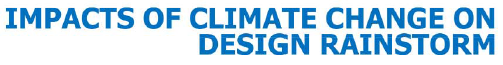 IMPACTS OF CLIMATE CHANGE ON
DESIGN RAINSTORM